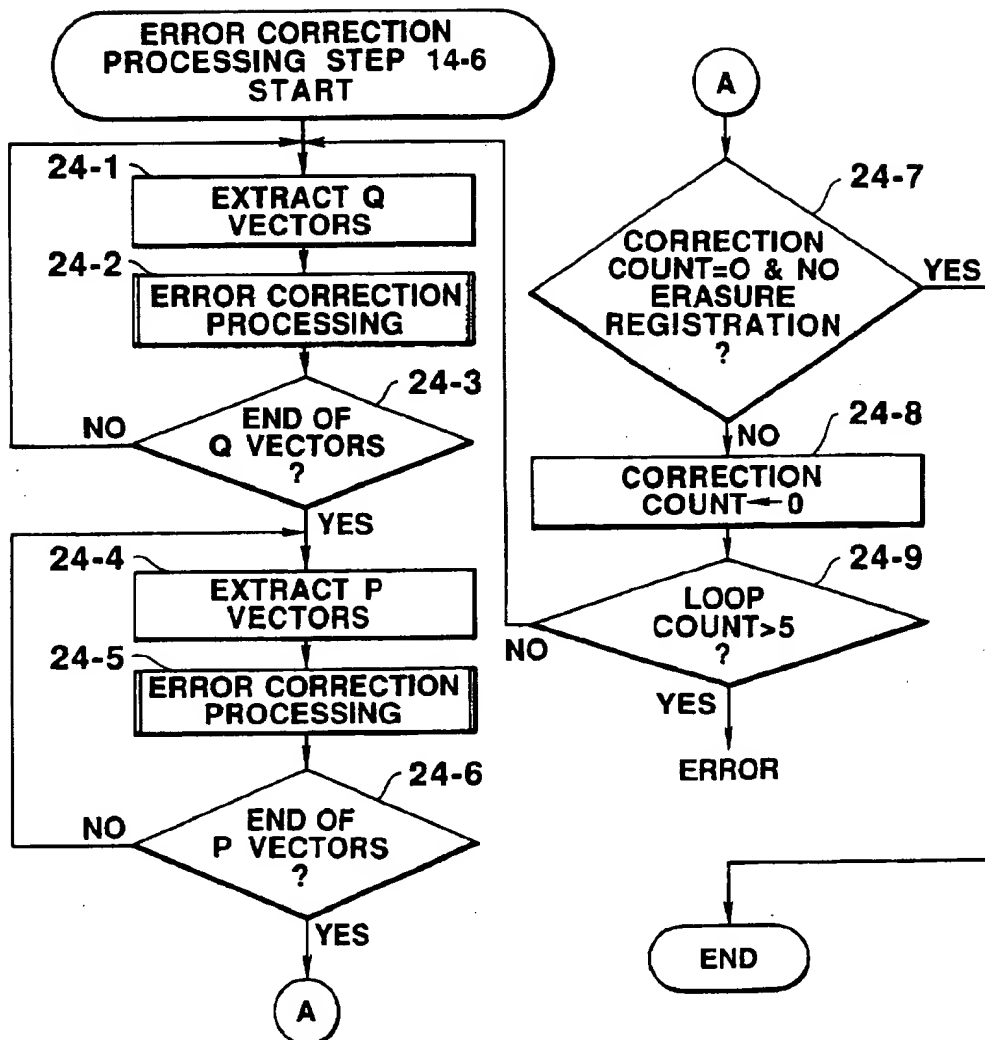 ERROR CORRECTION
PROCESSING STEP 14-6
START
24-1
EXTRACT Q
VECTORS
24-2
ERROR CORRECTION
PROCESSING
24-3
END OF
Q VECTORS
?
NO
YES
24-4
EXTRACT P
VECTORS
24-5
ERROR CORRECTION
PROCESSING
24-6
END OF
P VECTORS
?
NO
YES
A
A
24-7
CORRECTION
COUNT=0 & NO
ERASURE
REGISTRATION
?
YES
NO
24-8
CORRECTION
COUNT←0
24-9
LOOP
COUNT>5
?
NO
YES
ERROR
END